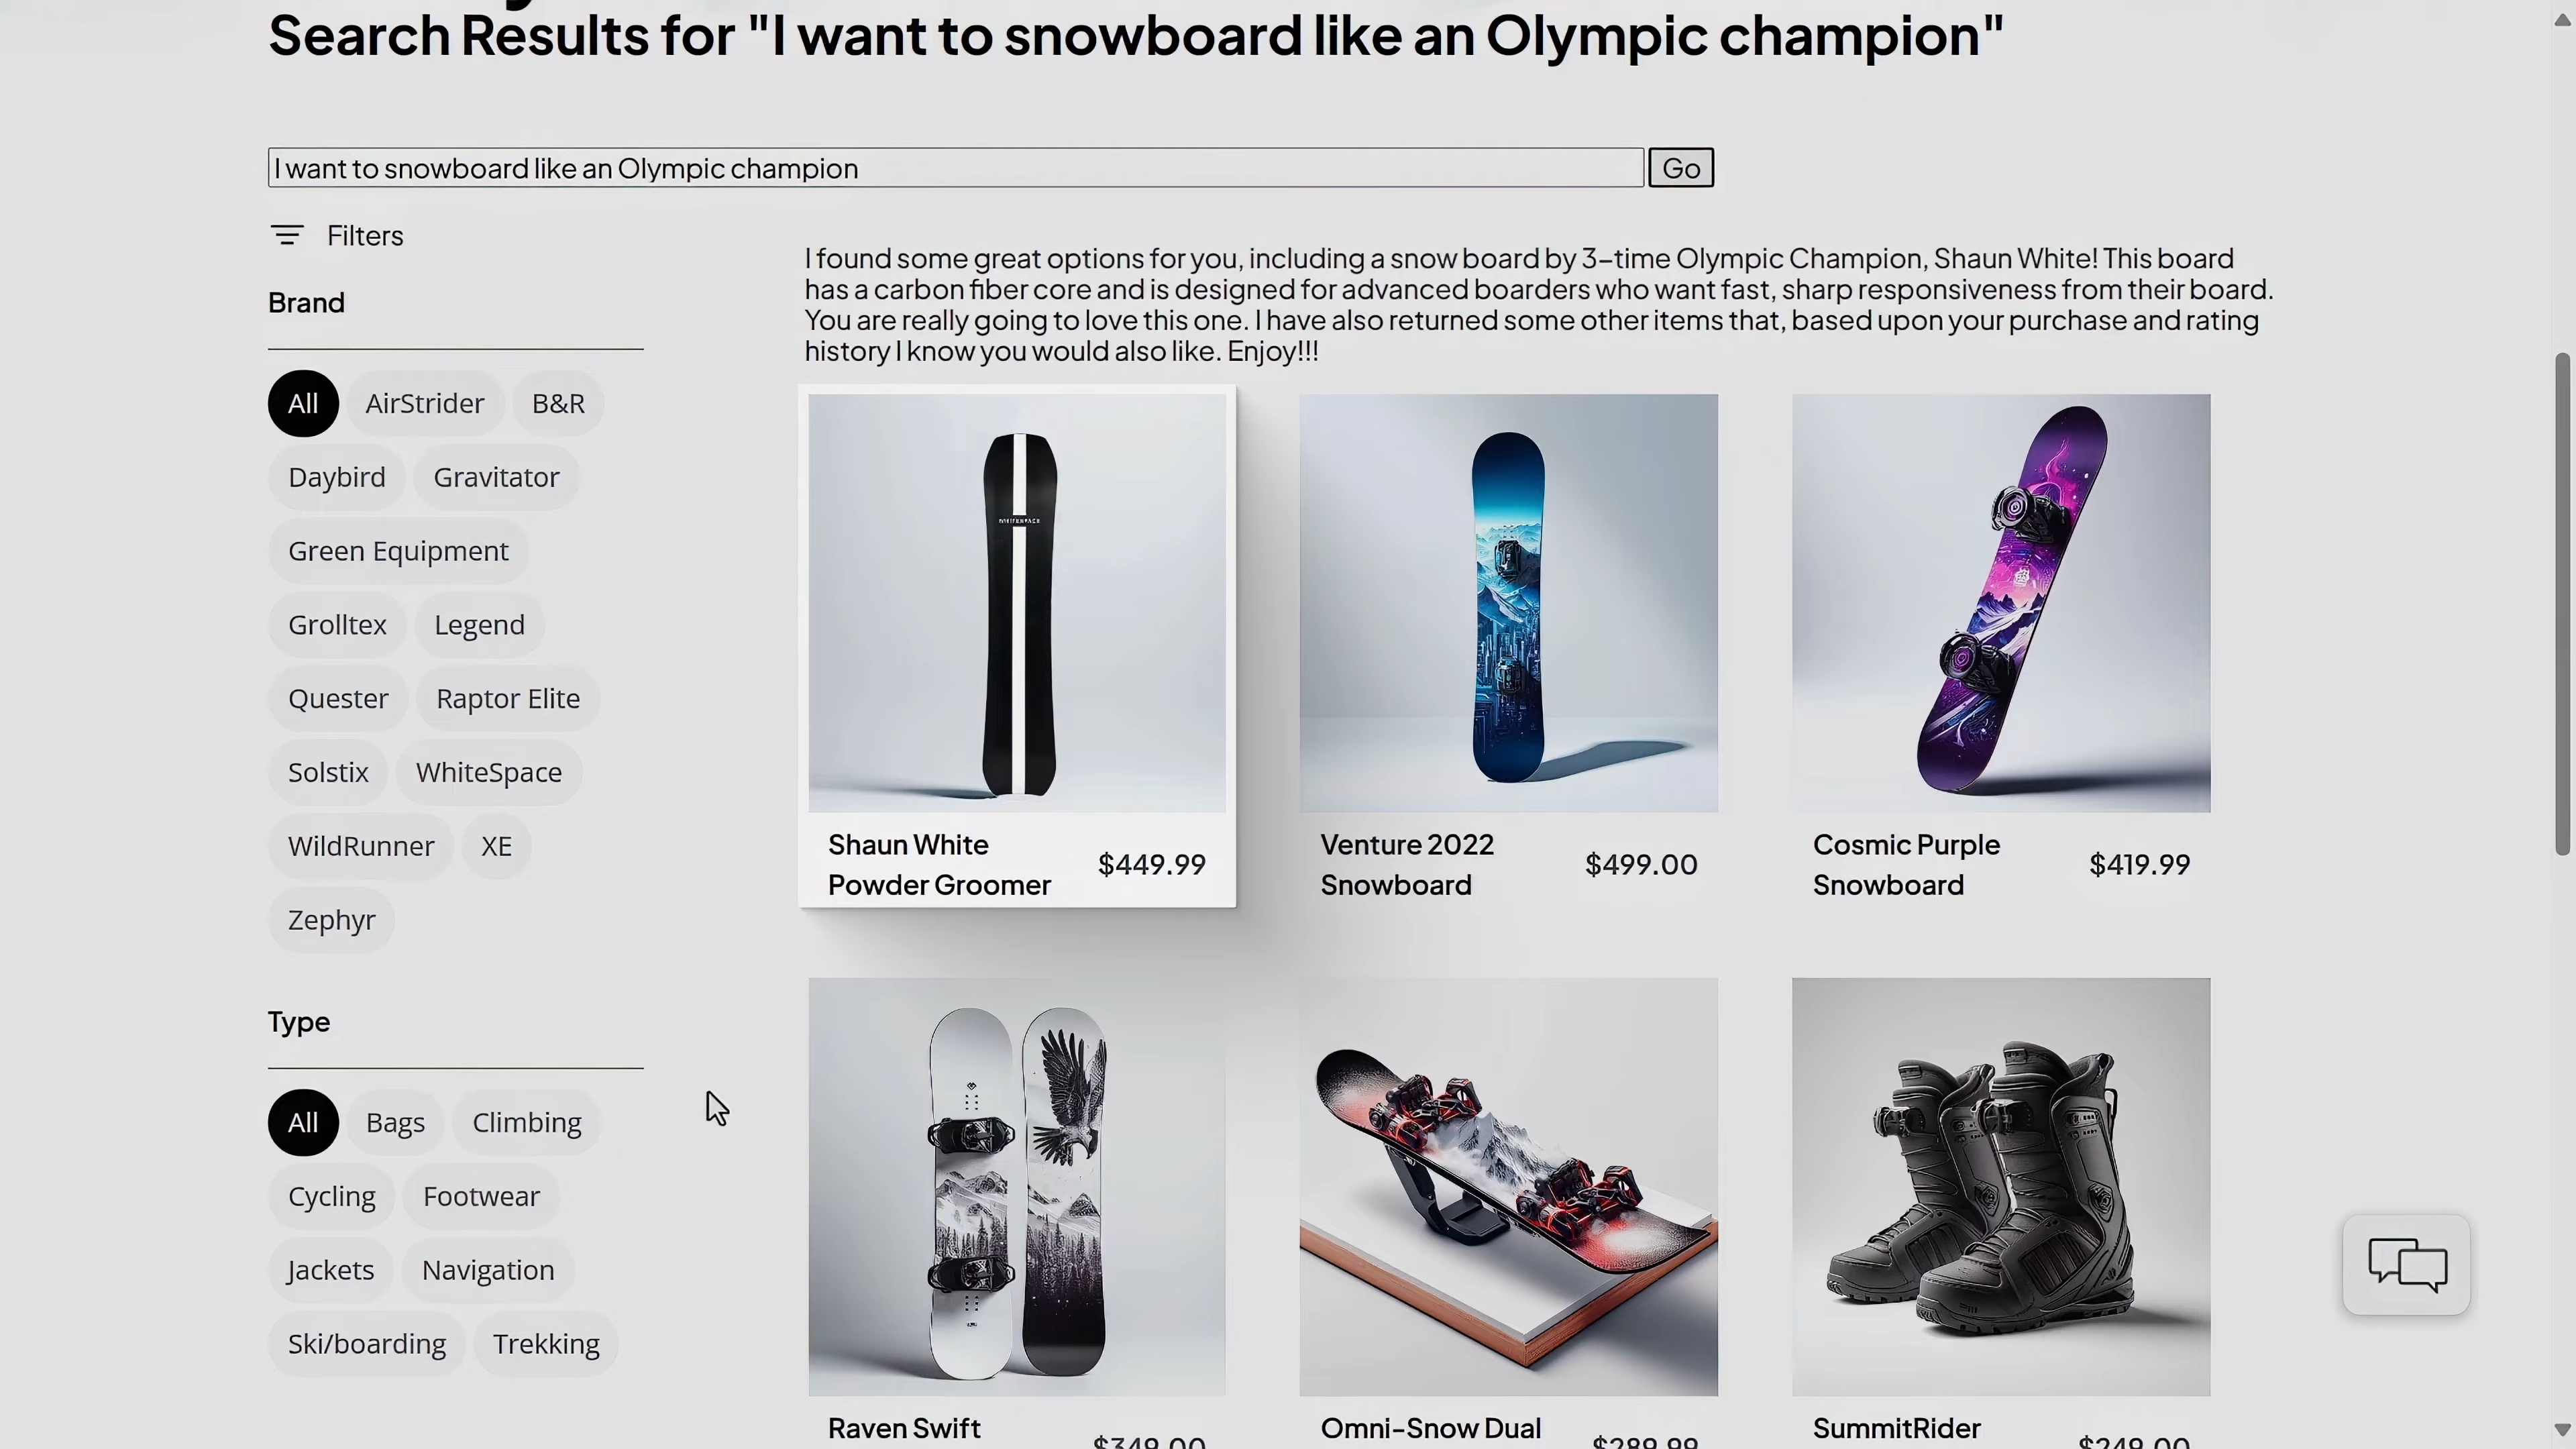 Search Results for "I want to snowboard like an Olympic champion"
I want to snowboard like an Olympic champion
Go
Filters
I found some great options for you, including a snow board by 3-time Olympic Champion, Shaun White! This board
has a carbon fiber core and is designed for advanced boarders who want fast, sharp responsiveness from their board.
You are really going to love this one. I have also returned some other items that, based upon your purchase and rating
history I know you would also like. Enjoy!!!
Brand
All AirStrider B&R
Daybird Gravitator
Green Equipment
Grolltex Legend
Quester Raptor Elite
Solstix WhiteSpace
WildRunner XE
Zephyr
Type
All Bags Climbing
Cycling Footwear
Jackets Navigation
Ski/boarding Trekking
WHITESPACE
Shaun White
Powder Groomer
$449.99
Venture 2022
Snowboard
$499.00
Cosmic Purple
Snowboard
$419.99
Raven Swift
$349.00
Omni-Snow Dual
$289.99
SummitRider
$249.00